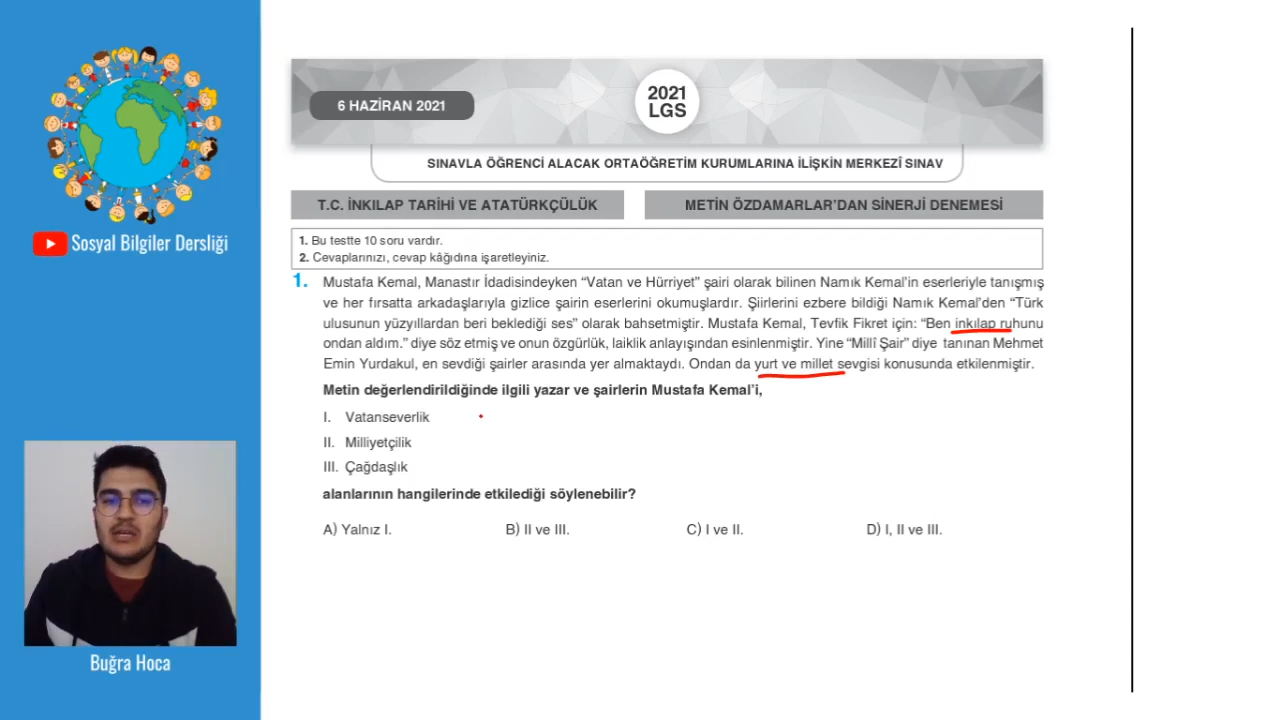 6 HAZİRAN 2021
2021
LGS
SINAVLA ÖĞRENCİ ALACAK ORTAÖĞRETİM KURUMLARINA İLİŞKİN MERKEZÎ SINAV
T.C. İNKILAP TARİHİ VE ATATÜRKÇÜLÜK
METİN ÖZDAMARLAR’DAN SİNERJİ DENEMESİ
Sosyal Bilgiler Dersliği
1. Bu testte 10 soru vardır.
2. Cevaplarınızı, cevap kâğıdına işaretleyiniz.
1. Mustafa Kemal, Manastır İdadisindeyken “Vatan ve Hürriyet” şairi olarak bilinen Namık Kemal’in eserleriyle tanışmış
ve her fırsatta arkadaşlarıyla gizlice şairin eserlerini okumuşlardır. Şiirlerini ezbere bildiği Namık Kemal’den “Türk
ulusunun yüzyıllardan beri beklediği ses” olarak bahsetmiştir. Mustafa Kemal, Tevfik Fikret için: “Ben inkılap ruhunu
ondan aldım.” diye söz etmiş ve onun özgürlük, laiklik anlayışından esinlenmiştir. Yine “Millî Şair” diye tanınan Mehmet
Emin Yurdakul, en sevdiği şairler arasında yer almaktaydı. Ondan da yurt ve millet sevgisi konusunda etkilenmiştir.
Metin değerlendirildiğinde ilgili yazar ve şairlerin Mustafa Kemal’i,
I. Vatanseverlik
II. Milliyetçilik
III. Çağdaşlık
alanlarının hangilerinde etkilediği söylenebilir?
A) Yalnız I.
B) II ve III.
C) I ve II.
D) I, II ve III.
Buğra Hoca